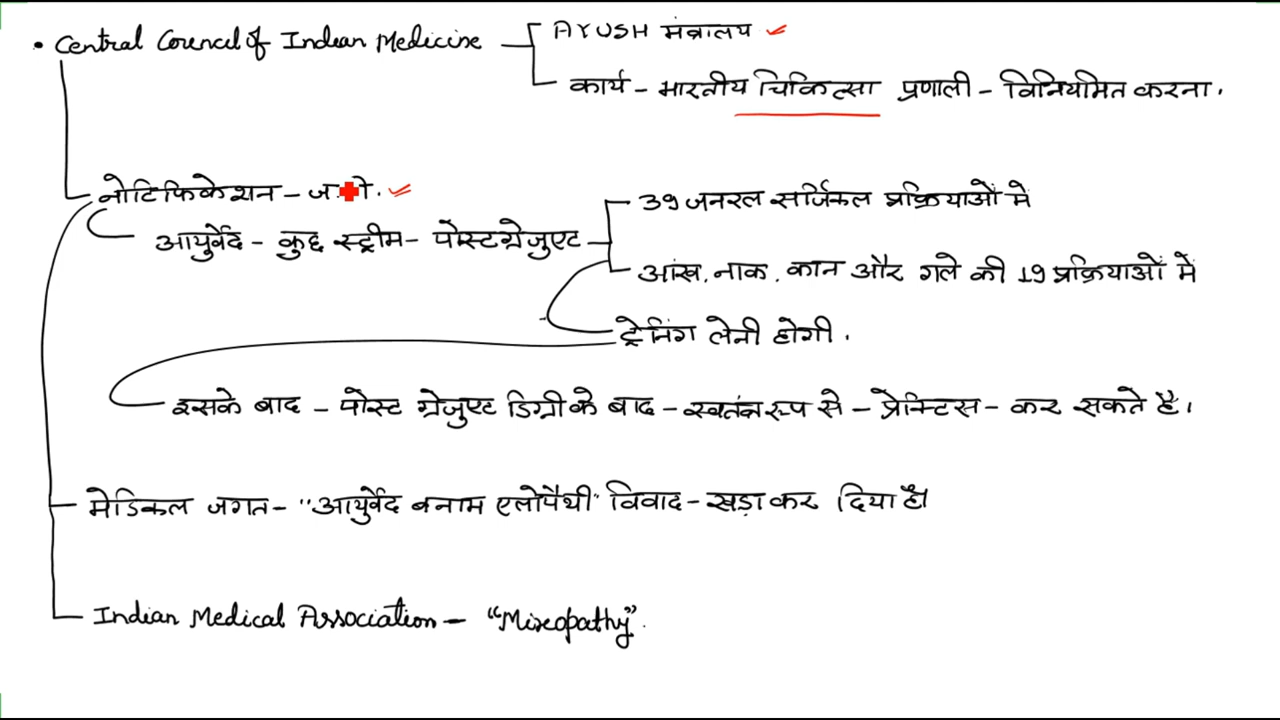 • Central Council of Indian Medicine – AYUSH मंत्रालय
कार्य – भारतीय चिकित्सा प्रणाली – विनियमित करना.
नोटिफिकेशन –
आयुर्वेद – कुछ स्ट्रीम – पोस्टग्रेजुएट
39 जनरल सर्जिकल प्रक्रियाओं में
आंख, नाक, कान और गले की 19 प्रक्रियाओं में
ट्रेनिंग लेनी होगी.
इसके बाद – पोस्ट ग्रेजुएट डिग्री के बाद – स्वतंत्र रूप से – प्रेक्टिस – कर सकते है।
मेडिकल जगत – "आयुर्वेद बनाम एलोपैथी" विवाद – खड़ा कर दिया है।
Indian Medical Association – "Mixopathy".